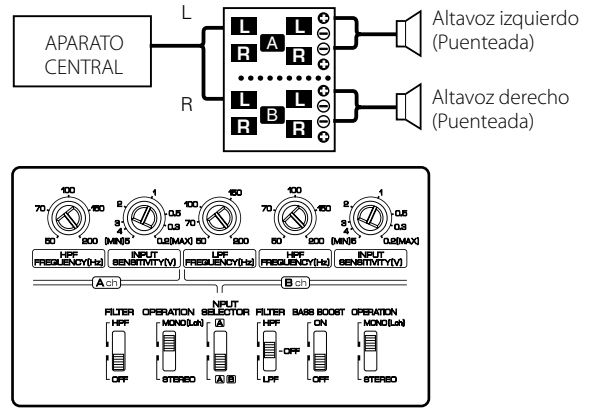 L
R
APARATO
CENTRAL
L L
A
R R
L L
B
R R
Altavoz izquierdo
(Puenteada)
Altavoz derecho
(Puenteada)
100 1 150 100 1
70 150 2 0.5 100 70 150 2 0.5
3 0.3 70 3 0.3
4 4
50 200 (MIN)5 0.2(MAX) 50 200 50 200 (MIN)5 0.2(MAX)
HPF FREQUENCY(Hz)
INPUT SENSITIVITY(V)
LPF FREQUENCY(Hz)
HPF FREQUENCY(Hz)
INPUT SENSITIVITY(V)
A ch
B ch
FILTER OPERATION INPUT SELECTOR FILTER BASS BOOST OPERATION
HPF MONO(Lch) A HPF ON MONO(Lch)
OFF
OFF STEREO A B LPF OFF STEREO